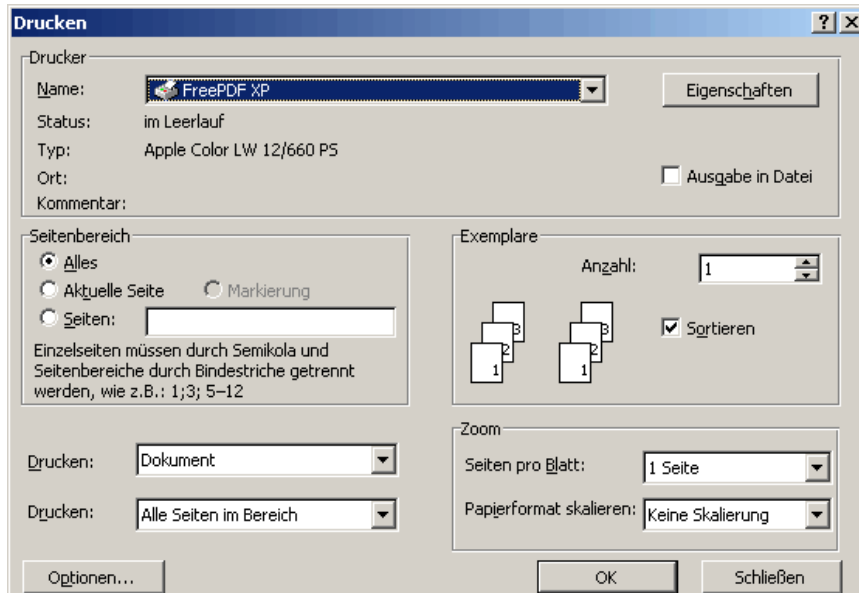 Drucken
Drucker
Name: FreePDF XP Eigenschaften
Status: im Leerlauf
Typ: Apple Color LW 12/660 PS
Ort: Ausgabe in Datei
Kommentar:
Seitenbereich
Alles
Aktuelle Seite Markierung
Seiten:
Einzelseiten müssen durch Semikola und
Seitenbereiche durch Bindestriche getrennt
werden, wie z.B.: 1;3; 5–12
Exemplare
Anzahl: 1
3 3
2 2
1 1
Sortieren
Drucken: Dokument
Drucken: Alle Seiten im Bereich
Zoom
Seiten pro Blatt: 1 Seite
Papierformat skalieren: Keine Skalierung
Optionen... OK Schließen